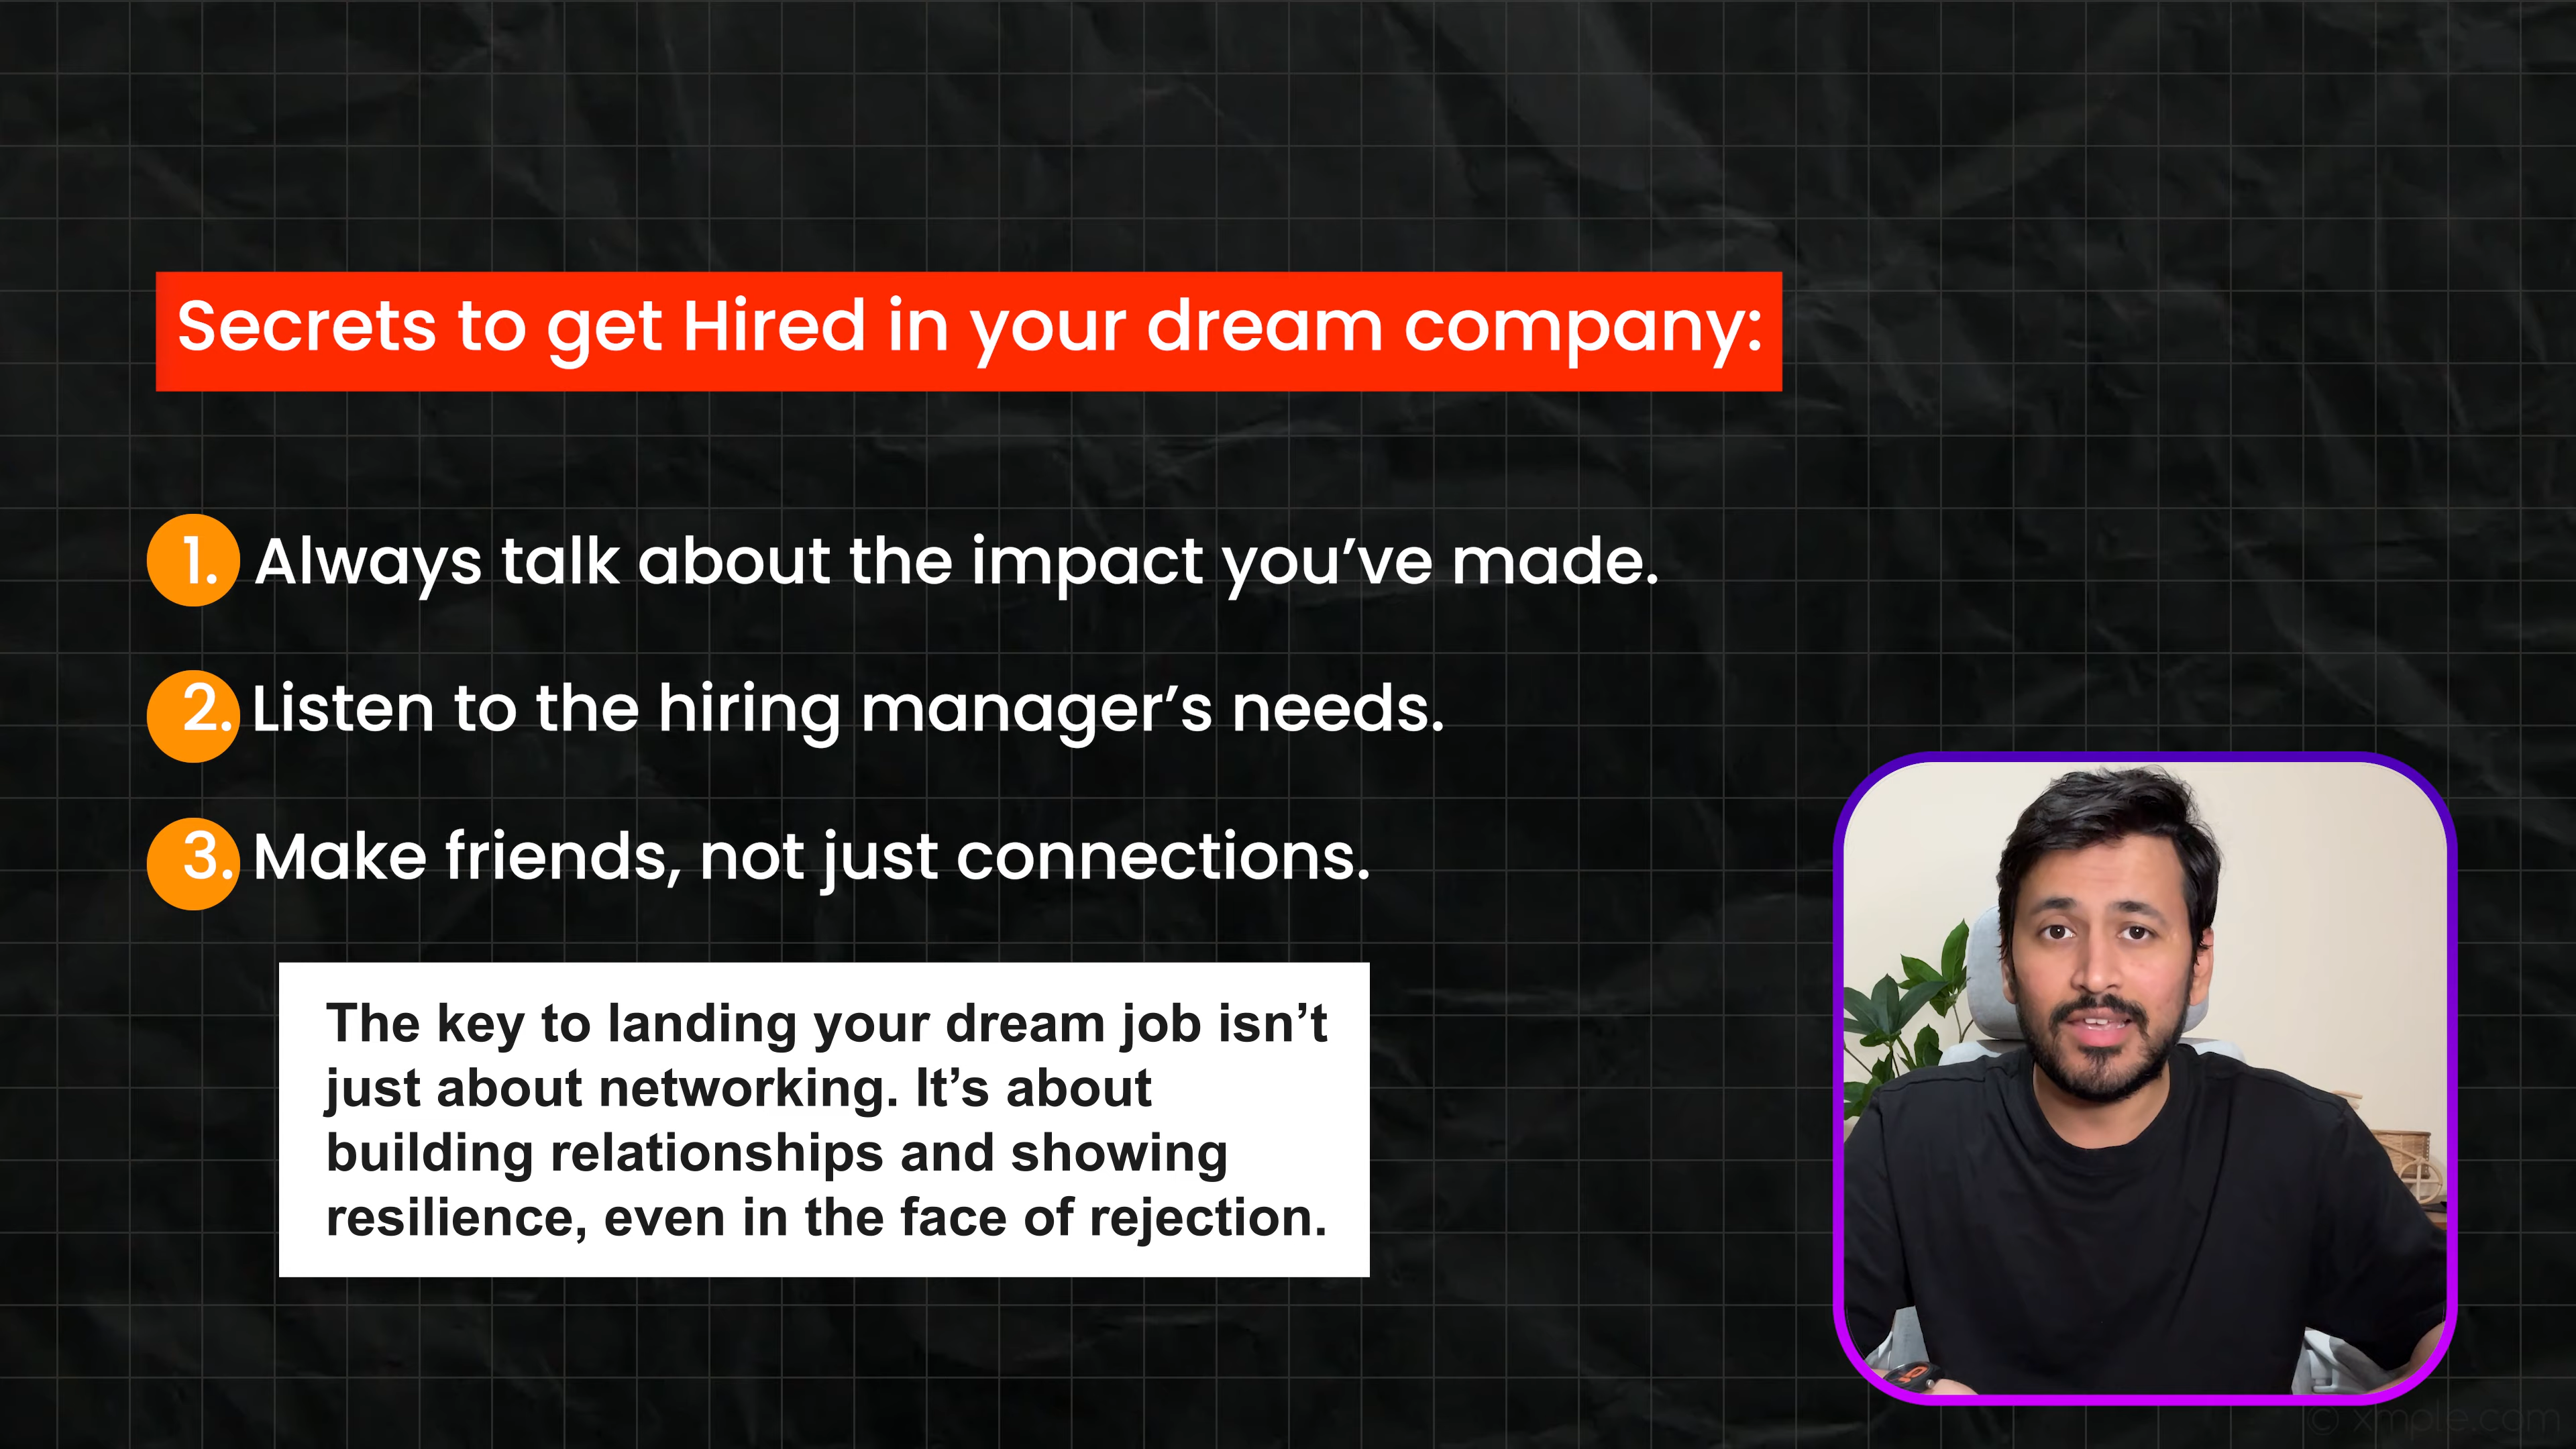 Secrets to get Hired in your dream company:
1. Always talk about the impact you’ve made.
2. Listen to the hiring manager’s needs.
3. Make friends, not just connections.
The key to landing your dream job isn’t
just about networking. It’s about
building relationships and showing
resilience, even in the face of rejection.
© xmple.com